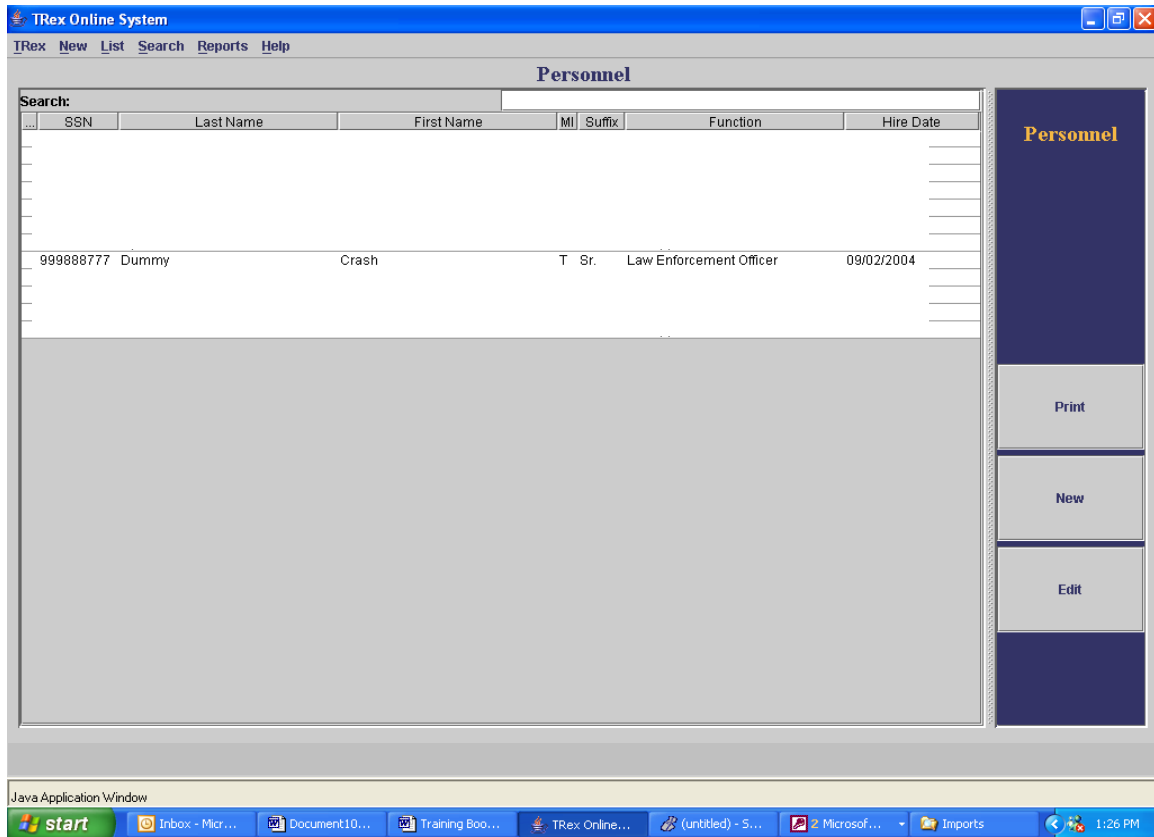 TRex Online System
TRex New List Search Reports Help
Personnel
Search:
... SSN Last Name First Name MI Suffix Function Hire Date
999888777 Dummy Crash T Sr. Law Enforcement Officer 09/02/2004
Personnel
Print
New
Edit
Java Application Window
start Inbox - Micr... Document10... Training Boo... TRex Online... (untitled) - S... 2 Microsof... Imports 1:26 PM